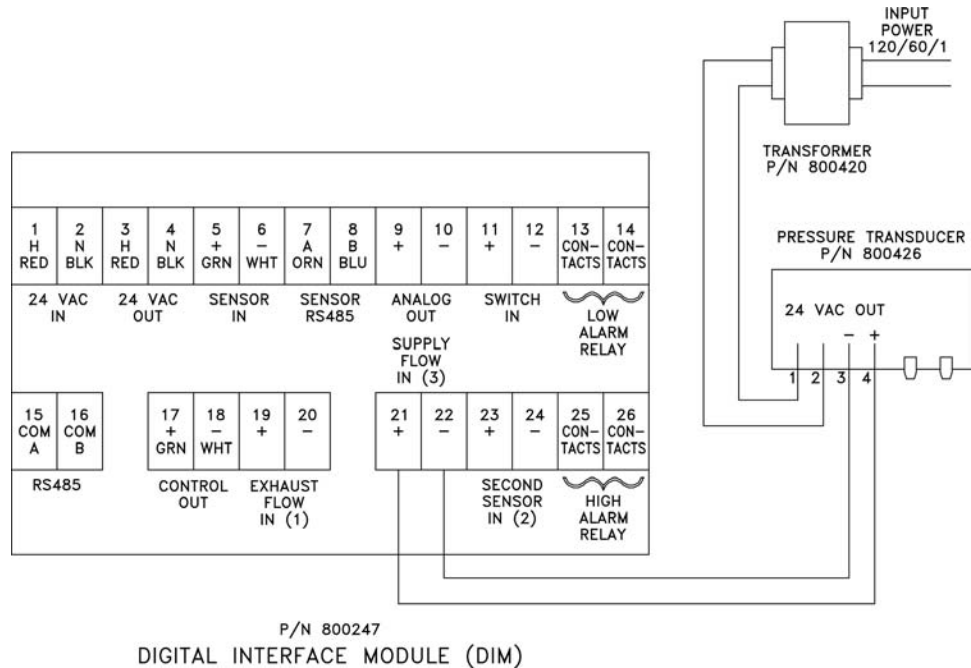 INPUT
POWER
120/60/1
TRANSFORMER
P/N 800420
PRESSURE TRANSDUCER
P/N 800426
24 VAC OUT
- +
1 2 3 4
1 2 3 4 5 6 7 8 9 10 11 12 13 14
H N H N + - A B + - + - CON- CON-
RED BLK RED BLK GRN WHT ORN BLU TACTS TACTS
24 VAC
IN
24 VAC
OUT
SENSOR
IN
SENSOR
RS485
ANALOG
OUT
SWITCH
IN
LOW
ALARM
RELAY
SUPPLY
FLOW
IN (3)
15 16 17 18 19 20 21 22 23 24 25 26
COM COM + - + - + - + - CON- CON-
A B GRN WHT TACTS TACTS
RS485
CONTROL
OUT
EXHAUST
FLOW
IN (1)
SECOND
SENSOR
IN (2)
HIGH
ALARM
RELAY
P/N 800247
DIGITAL INTERFACE MODULE (DIM)